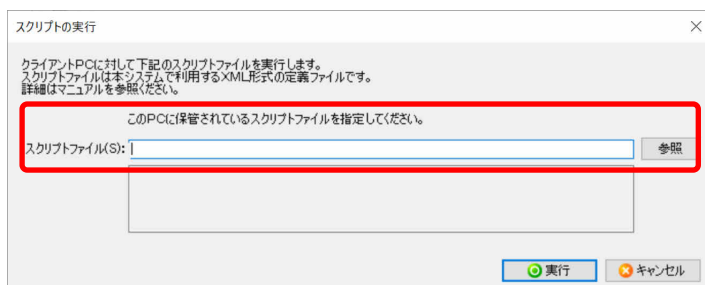 スクリプトの実行
クライアントPCに対して下記のスクリプトファイルを実行します。
スクリプトファイルは本システムで利用するXML形式の定義ファイルです。
詳細はマニュアルを参照ください。
このPCに保管されているスクリプトファイルを指定してください。
スクリプトファイル(S):
参照
実行
キャンセル